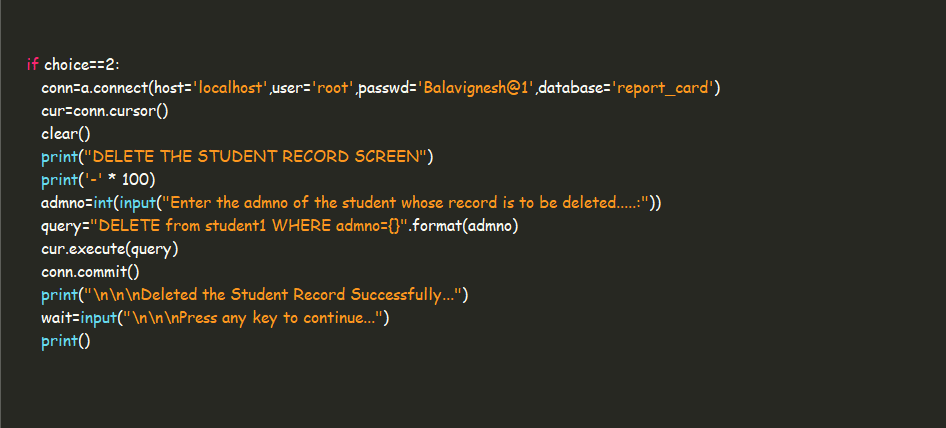 if choice==2:
conn=a.connect(host='localhost',user='root',passwd='Balavignesh@1',database='report_card')
cur=conn.cursor()
clear()
print("DELETE THE STUDENT RECORD SCREEN")
print('-' * 100)
admno=int(input("Enter the admno of the student whose record is to be deleted.....:"))
query="DELETE from student1 WHERE admno={}".format(admno)
cur.execute(query)
conn.commit()
print("\n\n\nDeleted the Student Record Successfully...")
wait=input("\n\n\nPress any key to continue...")
print()